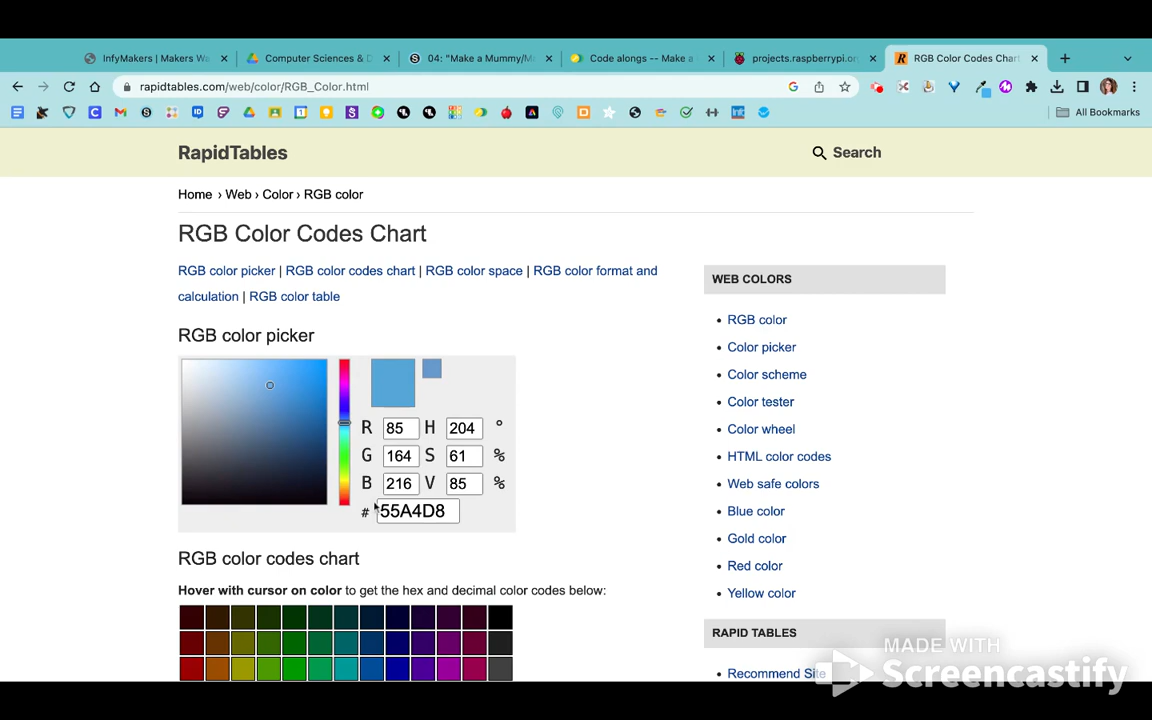 InfyMakers | Makers Wa
Computer Sciences & D
04: "Make a Mummy/M
Code alongs -- Make a
projects.raspberrypi.or
RGB Color Codes Chart
rapidtables.com/web/color/RGB_Color.html
All Bookmarks
RapidTables
Search
Home › Web › Color › RGB color
RGB Color Codes Chart
RGB color picker | RGB color codes chart | RGB color space | RGB color format and
calculation | RGB color table
RGB color picker
R 85 H 204 °
G 164 S 61 %
B 216 V 85 %
# 55A4D8
RGB color codes chart
Hover with cursor on color to get the hex and decimal color codes below:
WEB COLORS
• RGB color
• Color picker
• Color scheme
• Color tester
• Color wheel
• HTML color codes
• Web safe colors
• Blue color
• Gold color
• Red color
• Yellow color
RAPID TABLES
• Recommend Site
MADE WITH
Screencastify